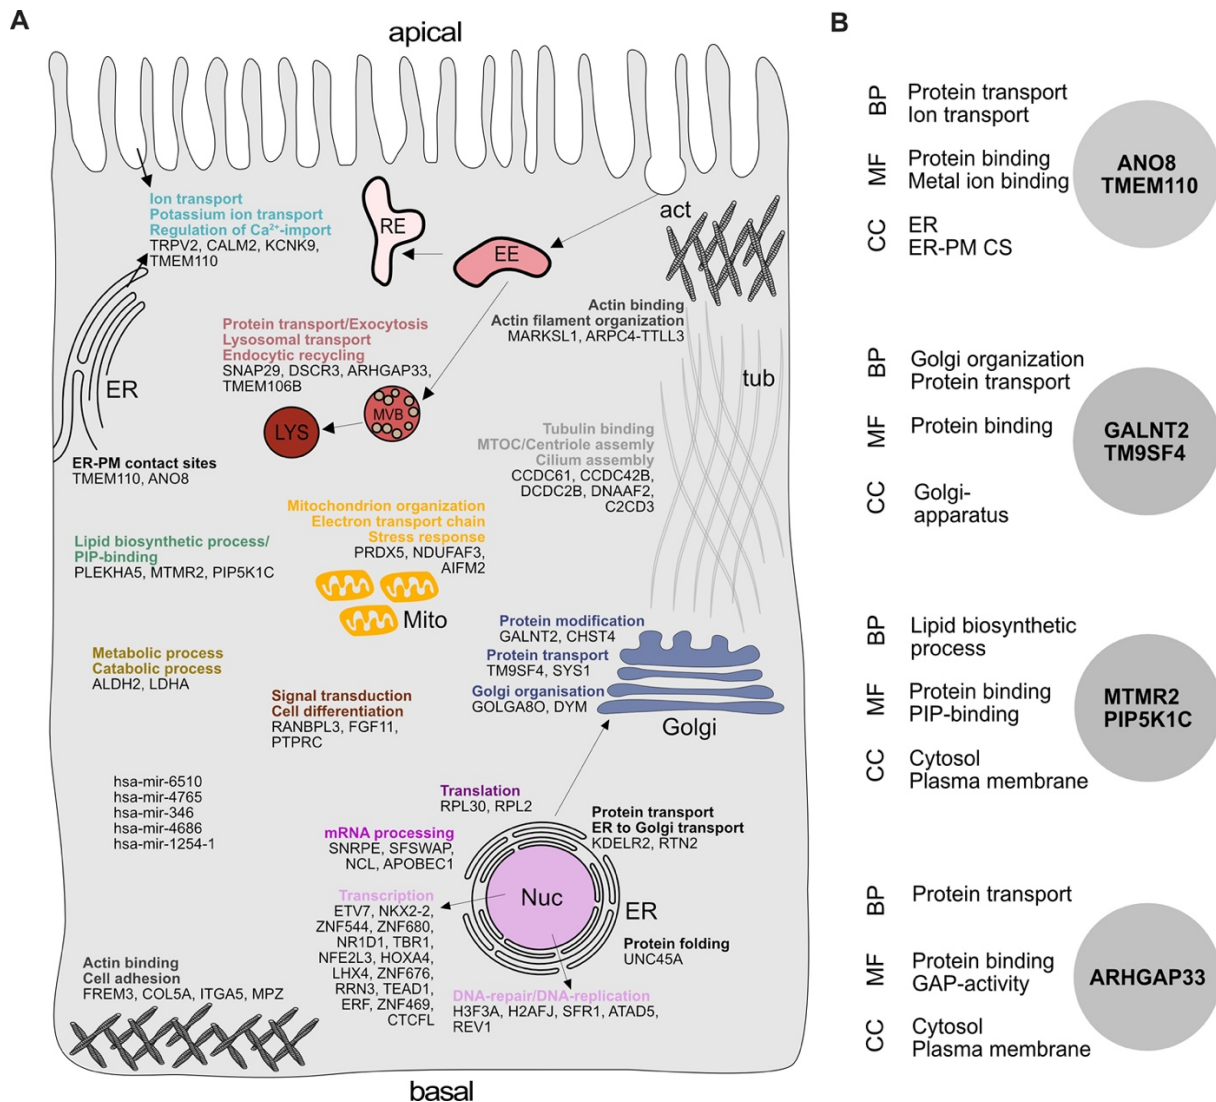 A
apical
Ion transport
Potassium ion transport
Regulation of Ca²⁺-import
TRPV2, CALM2, KCNK9,
TMEM110
RE
EE
act
Actin binding
Actin filament organization
MARKSL1, ARPC4-TTLL3
Protein transport/Exocytosis
Lysosomal transport
Endocytic recycling
SNAP29, DSCR3, ARHGAP33,
TMEM106B
ER
tub
MVB
LYS
ER-PM contact sites
TMEM110, ANO8
Tubulin binding
MTOC/Centriole assemly
Cilium assembly
CCDC61, CCDC42B,
DCDC2B, DNAAF2,
C2CD3
Mitochondrion organization
Electron transport chain
Stress response
PRDX5, NDUFAF3,
AIFM2
Mito
Lipid biosynthetic process/
PIP-binding
PLEKHA5, MTMR2, PIP5K1C
Protein modification
GALNT2, CHST4
Protein transport
TM9SF4, SYS1
Golgi organisation
GOLGA8O, DYM
Golgi
Metabolic process
Catabolic process
ALDH2, LDHA
Signal transduction
Cell differentiation
RANBPL3, FGF11,
PTPRC
hsa-mir-6510
hsa-mir-4765
hsa-mir-346
hsa-mir-4686
hsa-mir-1254-1
Translation
RPL30, RPL2
mRNA processing
SNRPE, SFSWAP,
NCL, APOBEC1
Protein transport
ER to Golgi transport
KDELR2, RTN2
Nuc
ER
Transcription
ETV7, NKX2-2,
ZNF544, ZNF680,
NR1D1, TBR1,
NFE2L3, HOXA4,
LHX4, ZNF676,
RRN3, TEAD1,
ERF, ZNF469,
CTCFL
Protein folding
UNC45A
DNA-repair/DNA-replication
H3F3A, H2AFJ, SFR1, ATAD5,
REV1
Actin binding
Cell adhesion
FREM3, COL5A, ITGA5, MPZ
basal
B
BP
Protein transport
Ion transport
MF
Protein binding
Metal ion binding
CC
ER
ER-PM CS
ANO8
TMEM110
BP
Golgi organization
Protein transport
MF
Protein binding
CC
Golgi-
apparatus
GALNT2
TM9SF4
BP
Lipid biosynthetic
process
MF
Protein binding
PIP-binding
CC
Cytosol
Plasma membrane
MTMR2
PIP5K1C
BP
Protein transport
MF
Protein binding
GAP-activity
CC
Cytosol
Plasma membrane
ARHGAP33